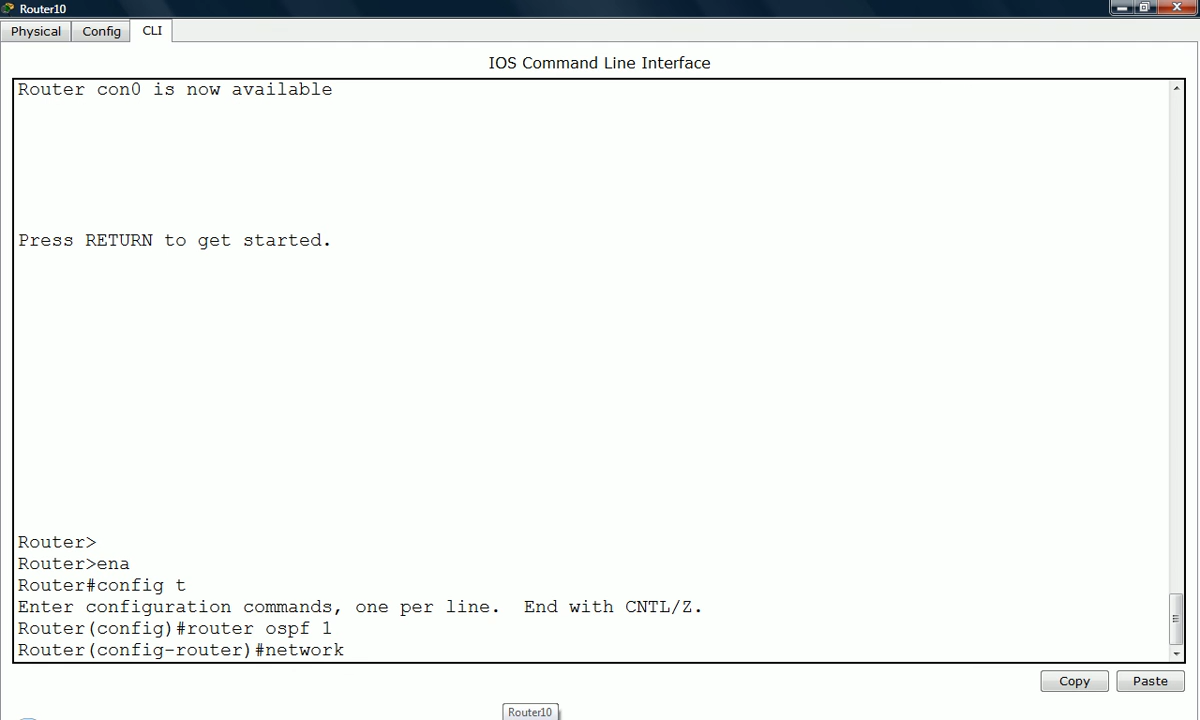 Router10
Physical Config CLI
IOS Command Line Interface
Router con0 is now available
Press RETURN to get started.
Router>
Router>ena
Router#config t
Enter configuration commands, one per line.  End with CNTL/Z.
Router(config)#router ospf 1
Router(config-router)#network
Copy Paste
Router10